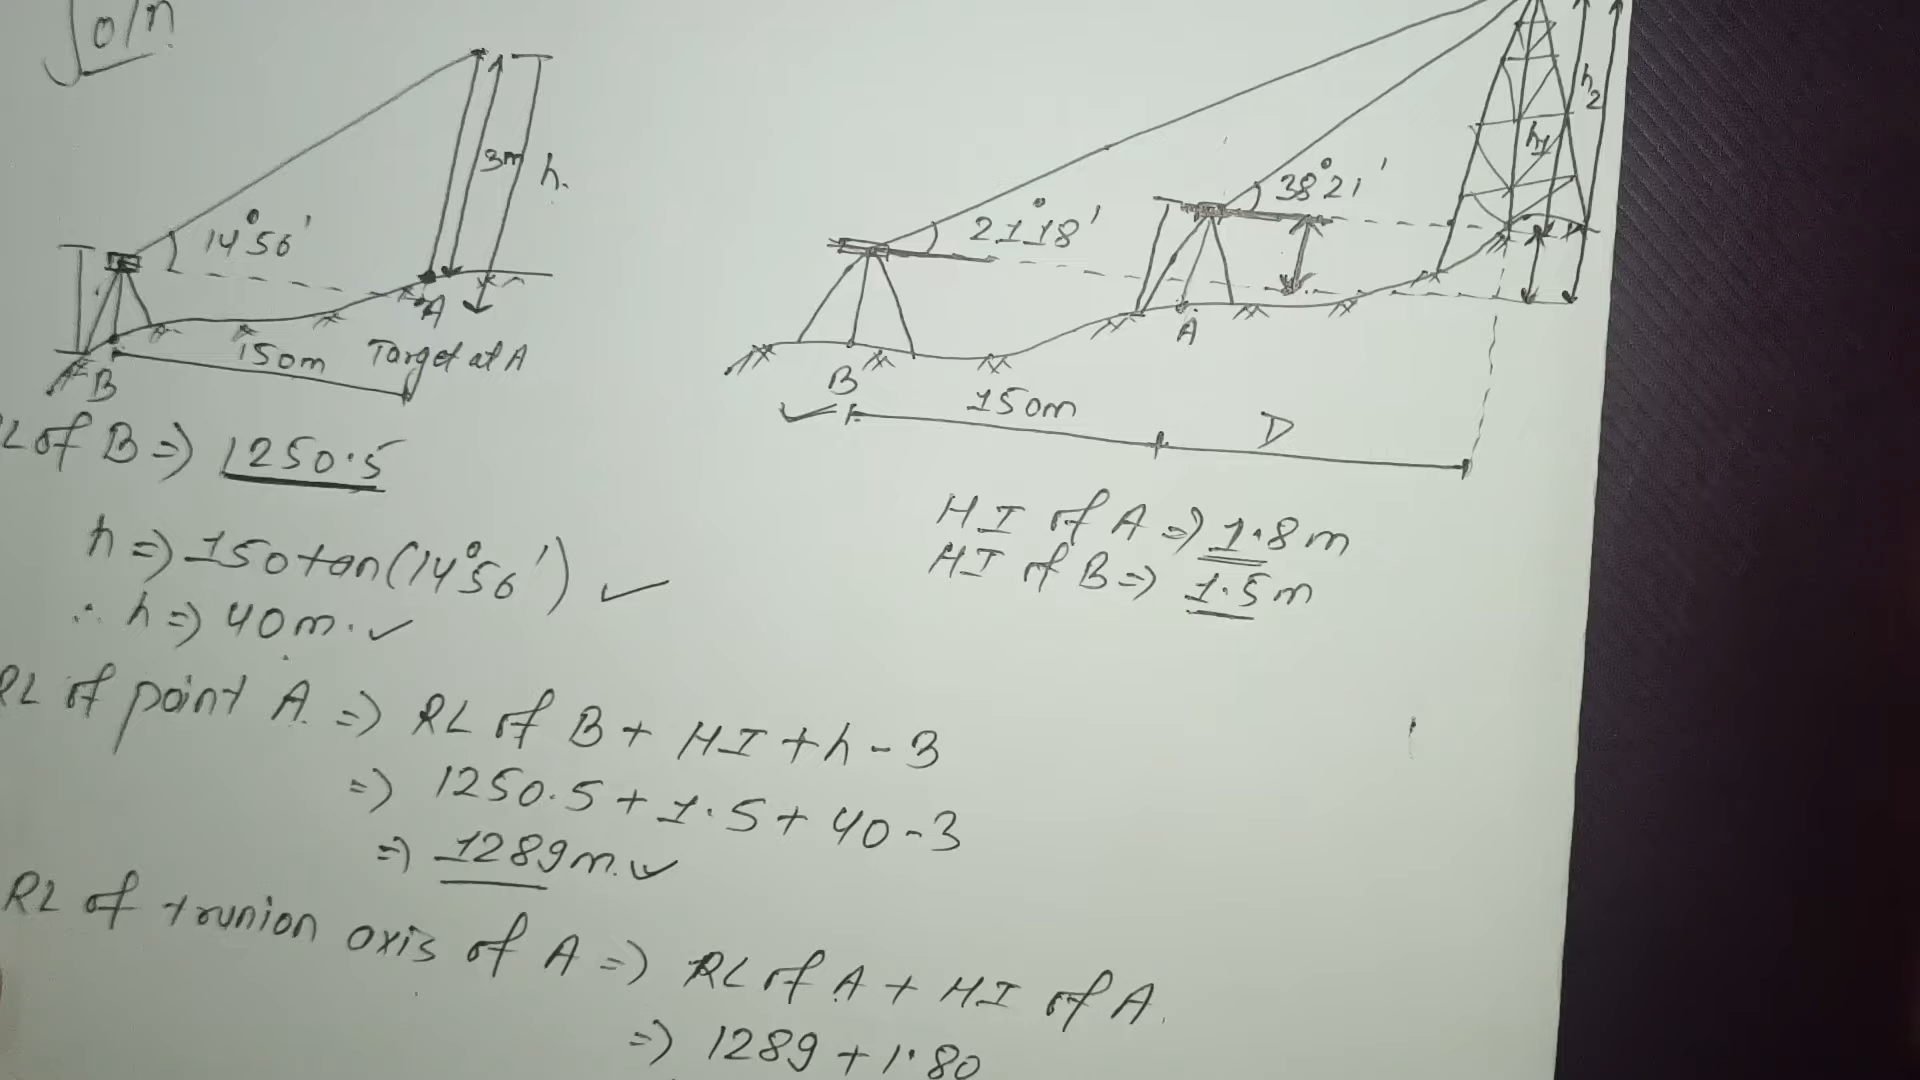 Soln
3m
h.
14°56'
A
150m
Target at A
B
h2
h1
38°21'
21°18'
A
B
150m
D
RL of B => 1250.5
HI of A => 1.8m
HI of B => 1.5m
h => 150tan(14°56')
∴ h => 40m.
RL of point A. => RL of B + HI + h - 3
=> 1250.5 + 1.5 + 40 - 3
=> 1289m.
RL of trunion axis of A => RL of A + HI of A.
=> 1289 + 1.80